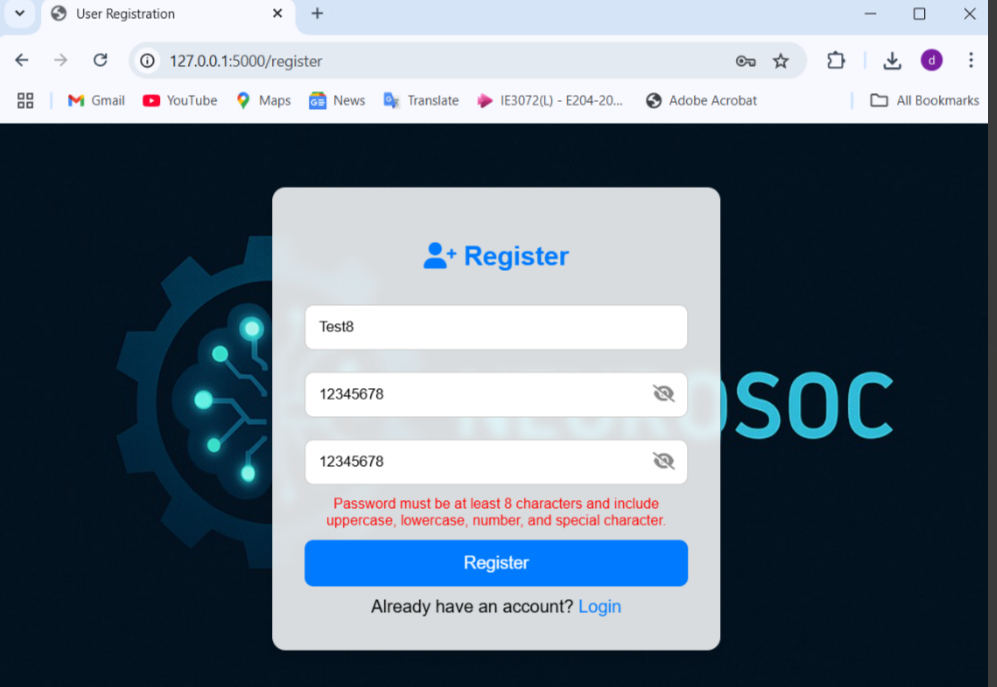 User Registration
127.0.0.1:5000/register
d
Gmail
YouTube
Maps
News
Translate
IE3072(L) - E204-20...
Adobe Acrobat
All Bookmarks
Register
Test8
12345678
OSOC
12345678
Password must be at least 8 characters and include
uppercase, lowercase, number, and special character.
Register
Already have an account? Login